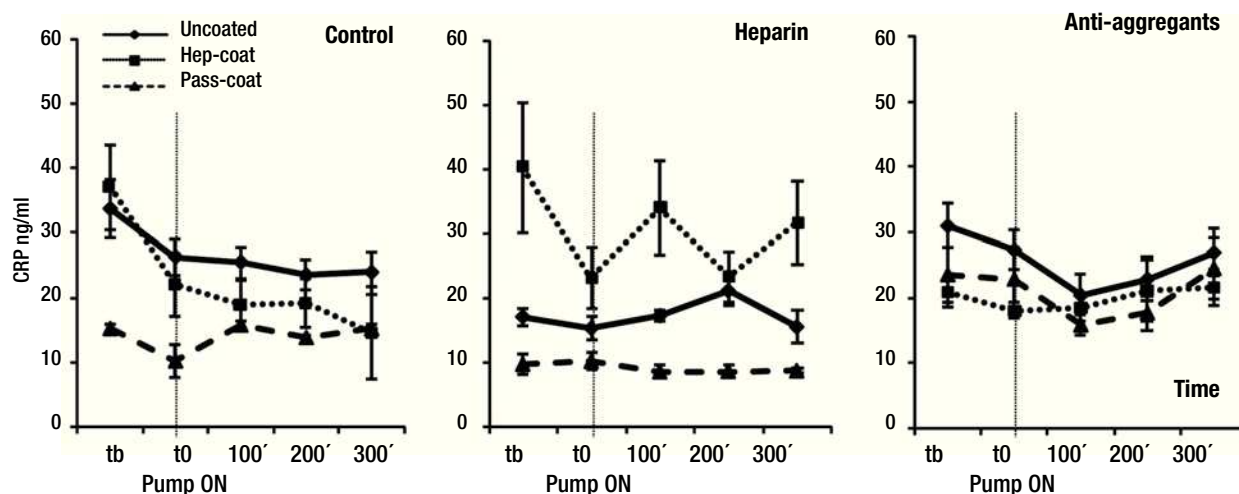 Uncoated
Hep-coat
Pass-coat
Control
CRP ng/ml
60
50
40
30
20
10
0
tb t0 100´ 200´ 300´
Pump ON
Heparin
60
50
40
30
20
10
0
tb t0 100´ 200´ 300´
Pump ON
Anti-aggregants
60
50
40
30
20
10
0
Time
tb t0 100´ 200´ 300´
Pump ON